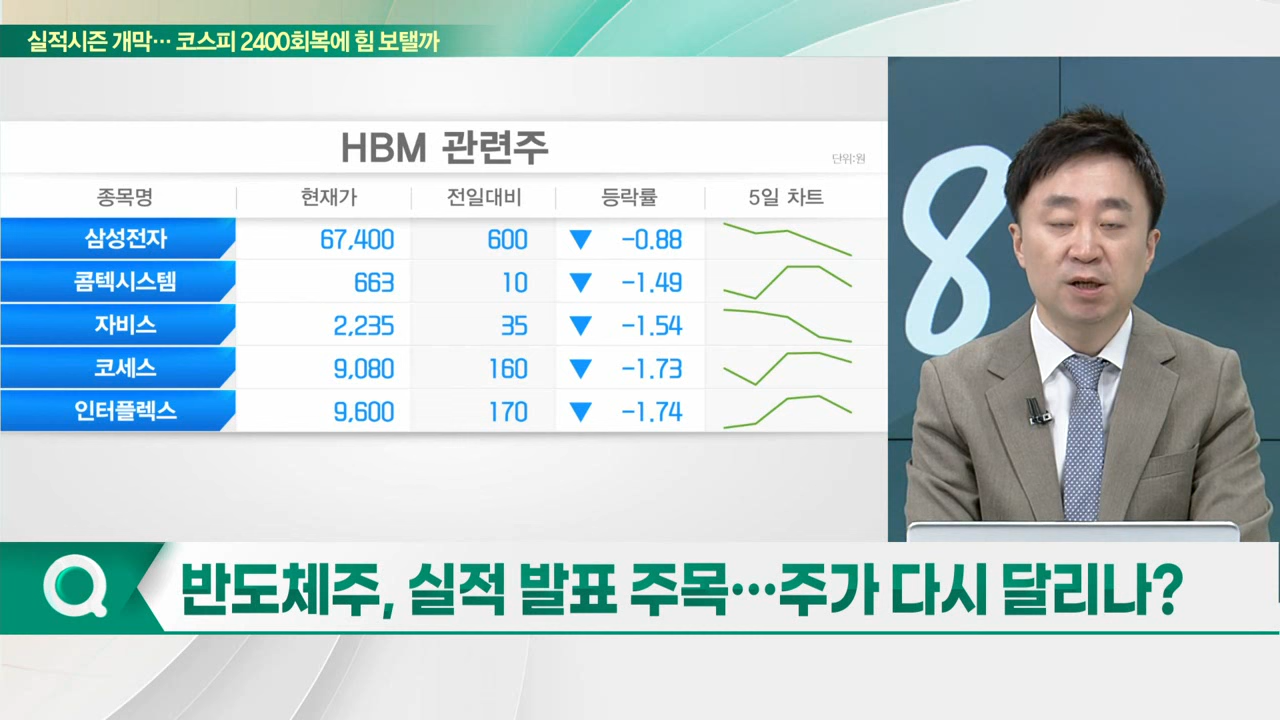 실적시즌 개막… 코스피 2400회복에 힘 보탤까
HBM 관련주
단위:원
종목명 현재가 전일대비 등락률 5일 차트
삼성전자 67,400 600 ▼ -0.88
콤텍시스템 663 10 ▼ -1.49
자비스 2,235 35 ▼ -1.54
코세스 9,080 160 ▼ -1.73
인터플렉스 9,600 170 ▼ -1.74
8
Q
반도체주, 실적 발표 주목…주가 다시 달리나?